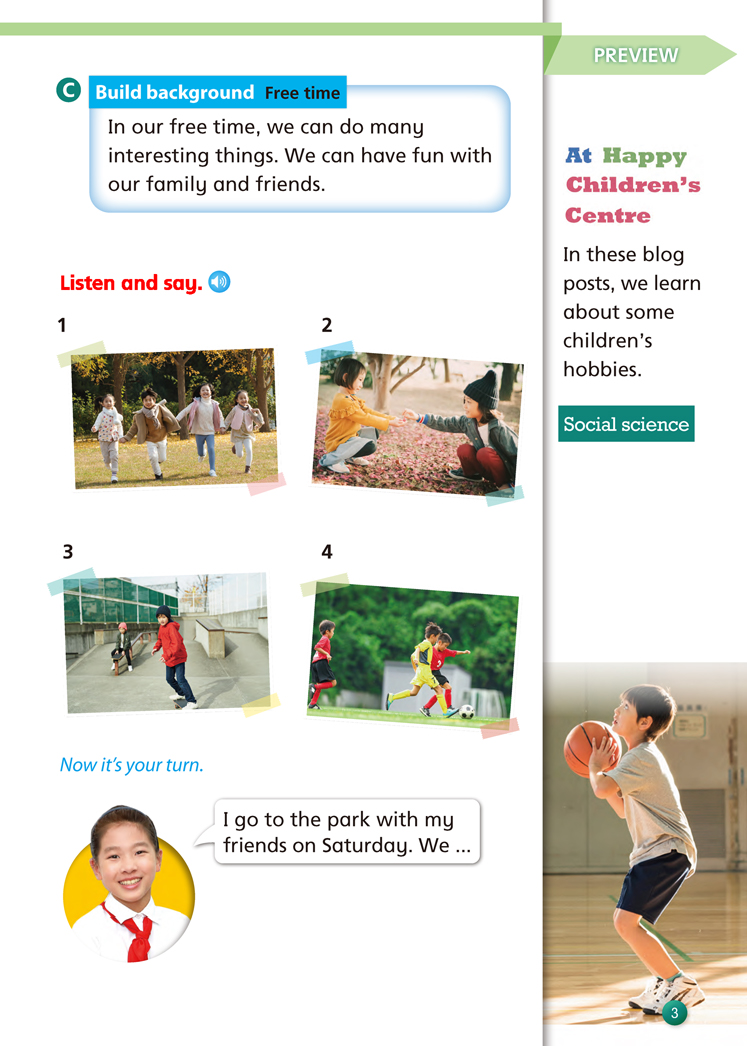 PREVIEW
C
Build background Free time
In our free time, we can do many
interesting things. We can have fun with
our family and friends.
Listen and say.
1
2
3
4
Now it's your turn.
I go to the park with my
friends on Saturday. We ...
At Happy
Children's
Centre
In these blog
posts, we learn
about some
children's
hobbies.
Social science
3